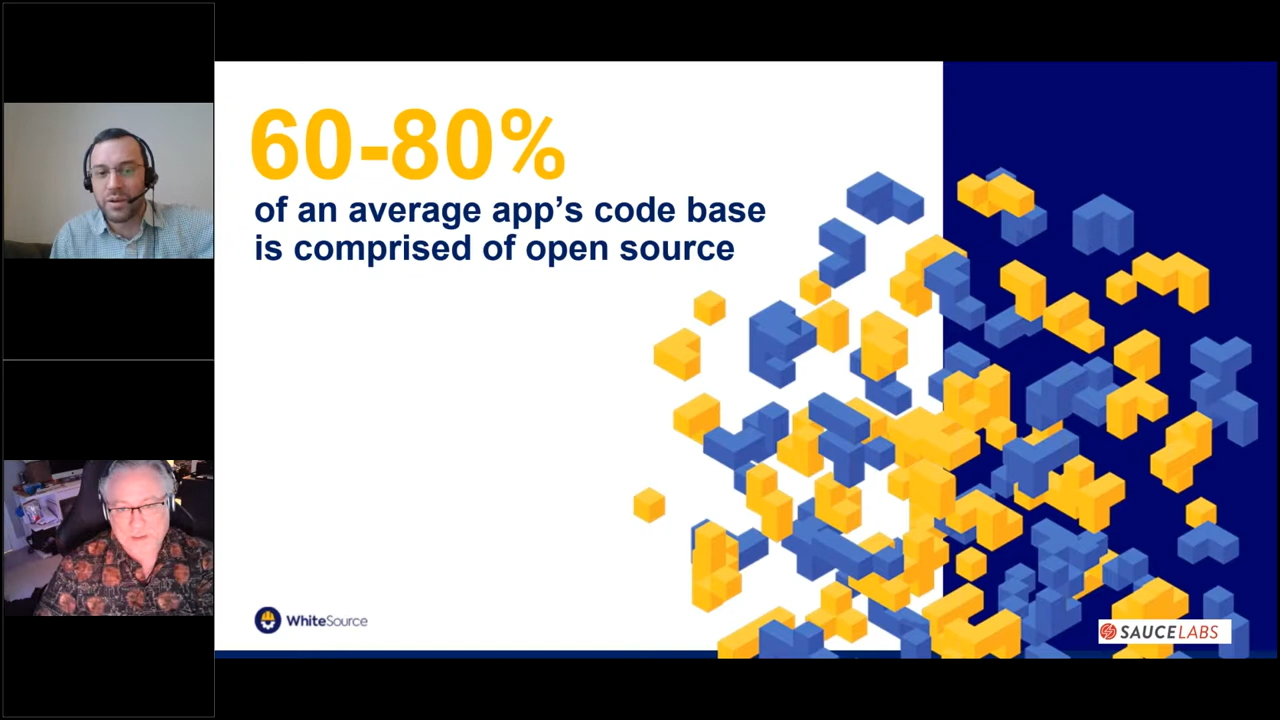 60-80%
of an average app's code base
is comprised of open source
WhiteSource
SAUCELABS